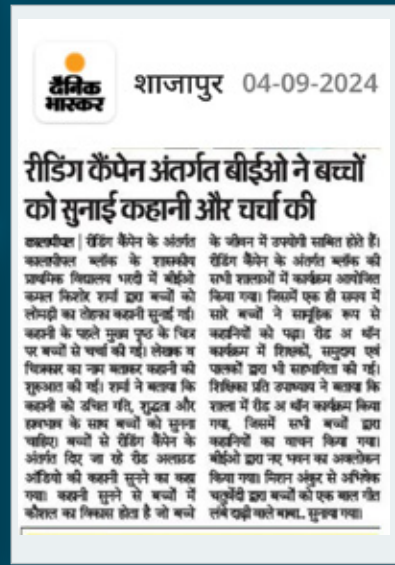 दैनिक
भास्कर
शाजापुर 04-09-2024
रीडिंग कैंपेन अंतर्गत बीईओ ने बच्चों
को सुनाई कहानी और चर्चा की
कालापीपल | रीडिंग कैंपेन के अंतर्गत
कालापीपल ब्लॉक के शासकीय
प्राथमिक विद्यालय भरदी में बीईओ
कमल किशोर शर्मा द्वारा बच्चों को
लोमड़ी का तोहफा कहानी सुनाई गई।
कहानी के पहले मुख्य पृष्ठ के चित्र
पर बच्चों से चर्चा की गई। लेखक व
चित्रकार का नाम बताकर कहानी की
शुरुआत की गई। शर्मा ने बताया कि
कहानी को उचित गति, शुद्धता और
हावभाव के साथ बच्चों को सुनना
चाहिए। बच्चों से रीडिंग कैंपेन के
अंतर्गत दिए जा रहे रीड अलाउड
ऑडियो की कहानी सुनने का कहा
गया। कहानी सुनने से बच्चों में
कौशल का विकास होता है जो बच्चे
के जीवन में उपयोगी साबित होते हैं।
रीडिंग कैंपेन के अंतर्गत ब्लॉक की
सभी शालाओं में कार्यक्रम आयोजित
किया गया। जिसमें एक ही समय में
सारे बच्चों ने सामूहिक रूप से
कहानियों को पढ़ा। रीड अ थॉन
कार्यक्रम में शिक्षकों, समुदाय एवं
पालकों द्वारा भी सहभागिता की गई।
शिक्षिका प्रति उपाध्याय ने बताया कि
शाला में रीड अ थॉन कार्यक्रम किया
गया, जिसमें सभी बच्चों द्वारा
कहानियों का वाचन किया गया।
बीईओ द्वारा नए भवन का अवलोकन
किया गया। मिशन अंकुर से अभिषेक
चतुर्वेदी द्वारा बच्चों को एक बाल गीत
लंबे दाढ़ी वाले बाबा.. सुनाया गया।